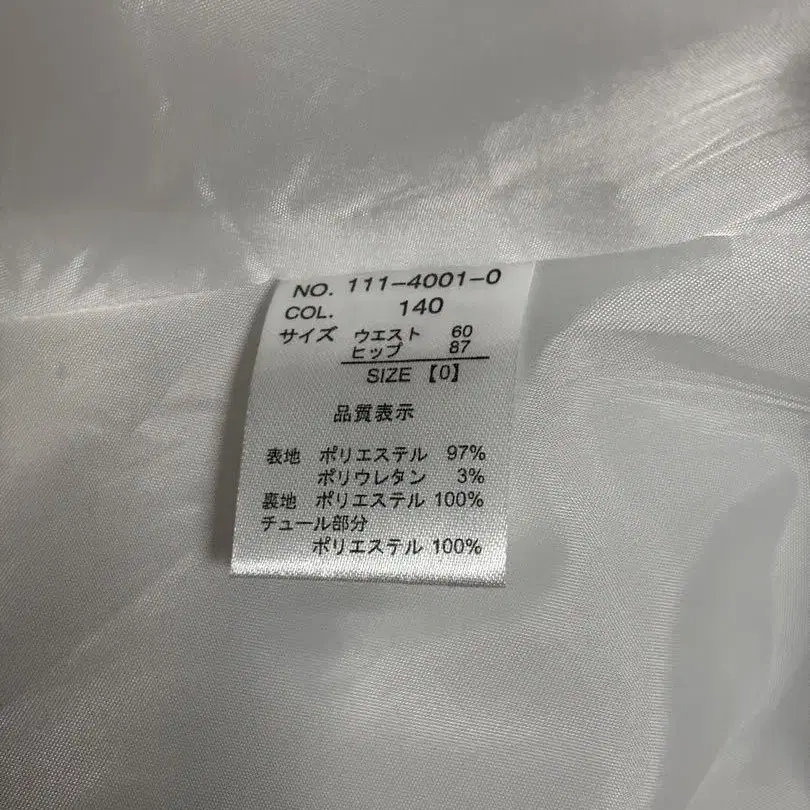 NO. 111-4001-0
COL. 140
サイズ ウエスト 60
ヒップ 87
SIZE 【0】
品質表示
表地 ポリエステル 97%
ポリウレタン 3%
裏地 ポリエステル 100%
チュール部分
ポリエステル 100%